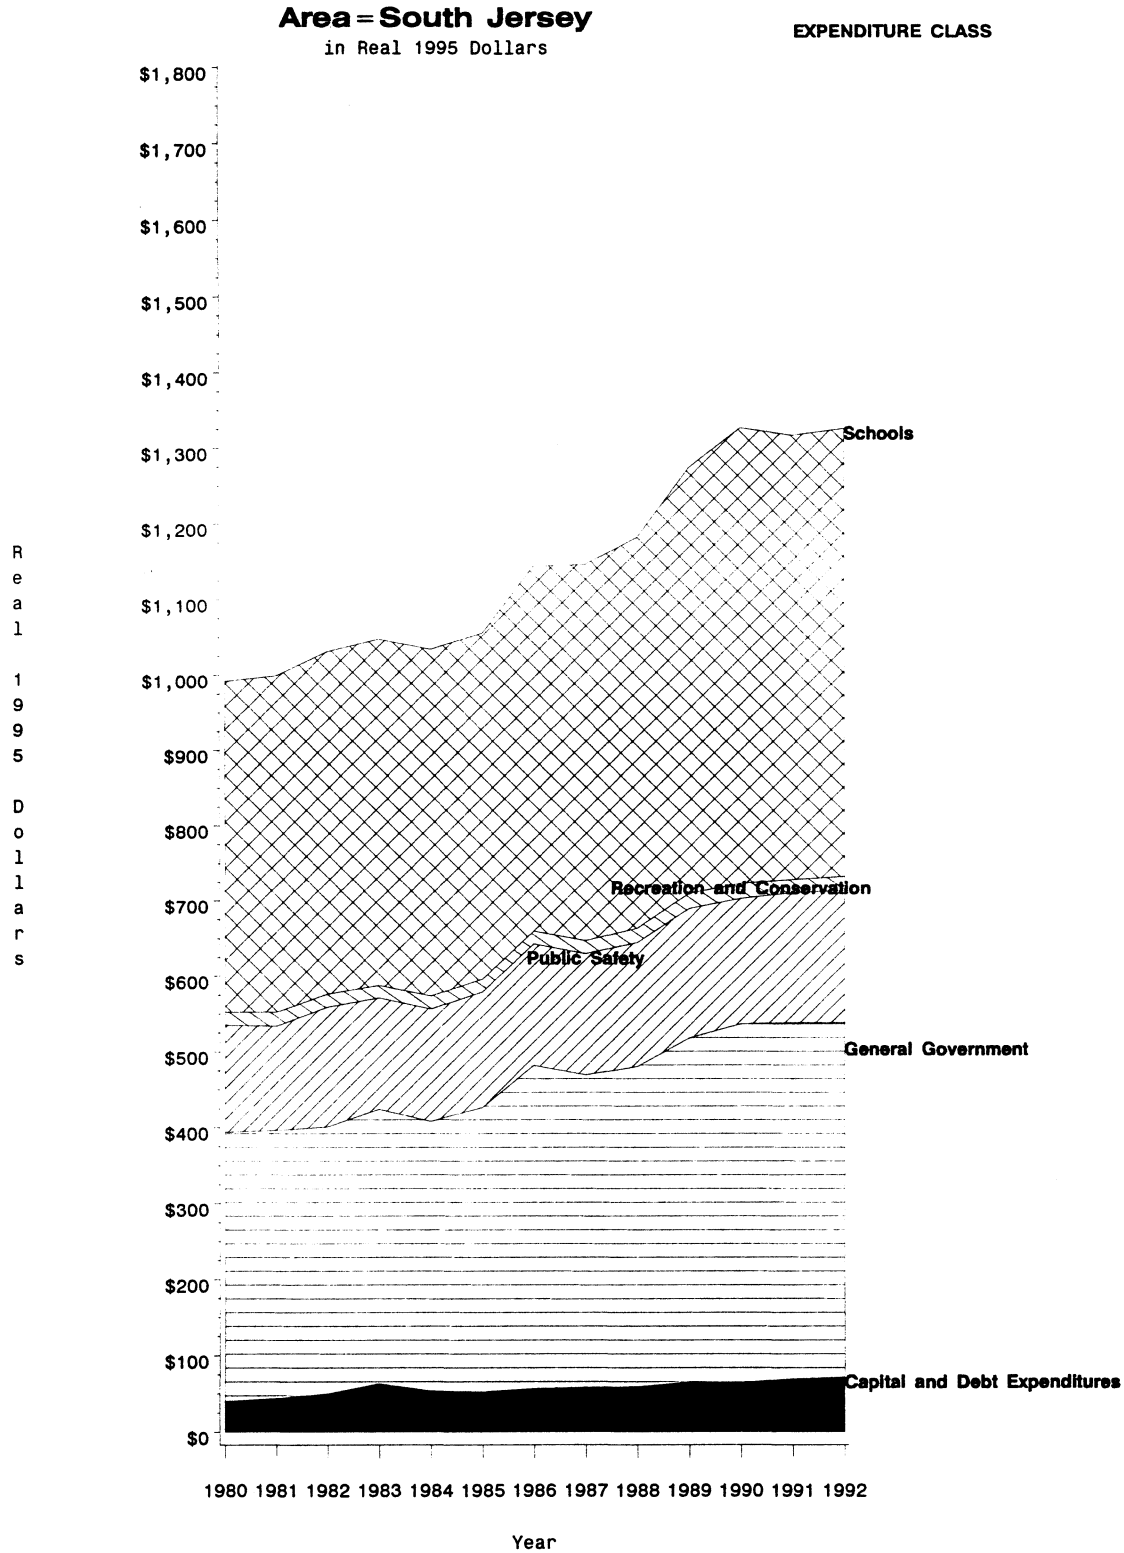 Area=South Jersey
in Real 1995 Dollars
EXPENDITURE CLASS
$1,800
$1,700
$1,600
$1,500
$1,400
$1,300
$1,200
$1,100
$1,000
$900
$800
$700
$600
$500
$400
$300
$200
$100
$0
Real 1995 Dollars
Schools
Recreation and Conservation
Public Safety
General Government
Capital and Debt Expenditures
1980 1981 1982 1983 1984 1985 1986 1987 1988 1989 1990 1991 1992
Year